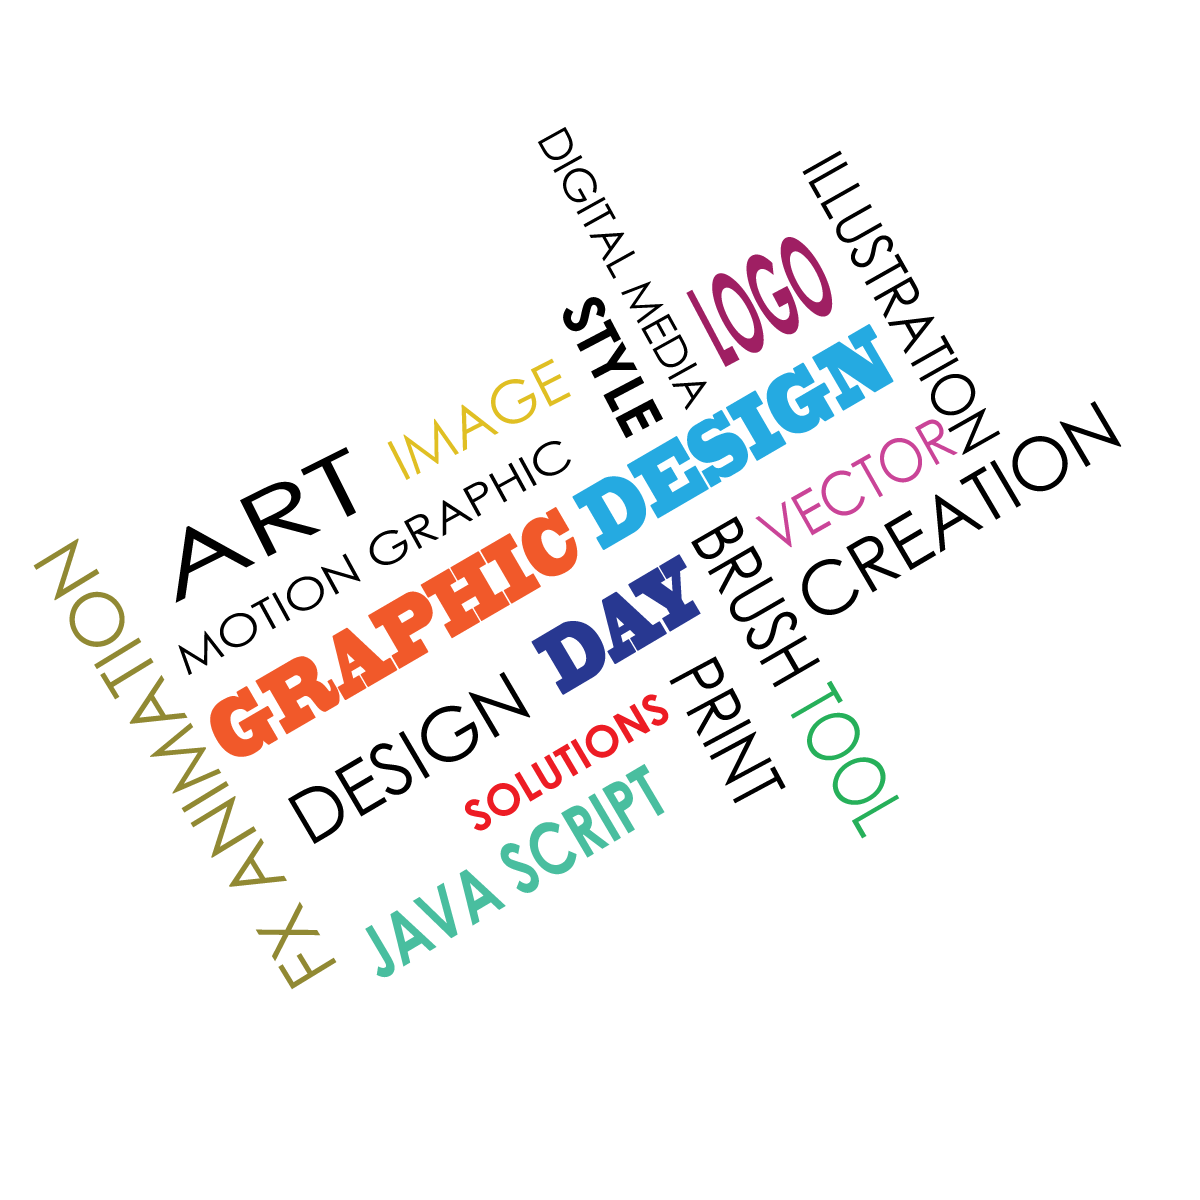 DIGITAL MEDIA
ILLUSTRATION
LOGO
STYLE
IMAGE
ART
MOTION GRAPHIC
GRAPHIC DESIGN
VECTOR
CREATION
BRUSH TOOL
DESIGN DAY
PRINT
SOLUTIONS
JAVA SCRIPT
FX ANIMATION